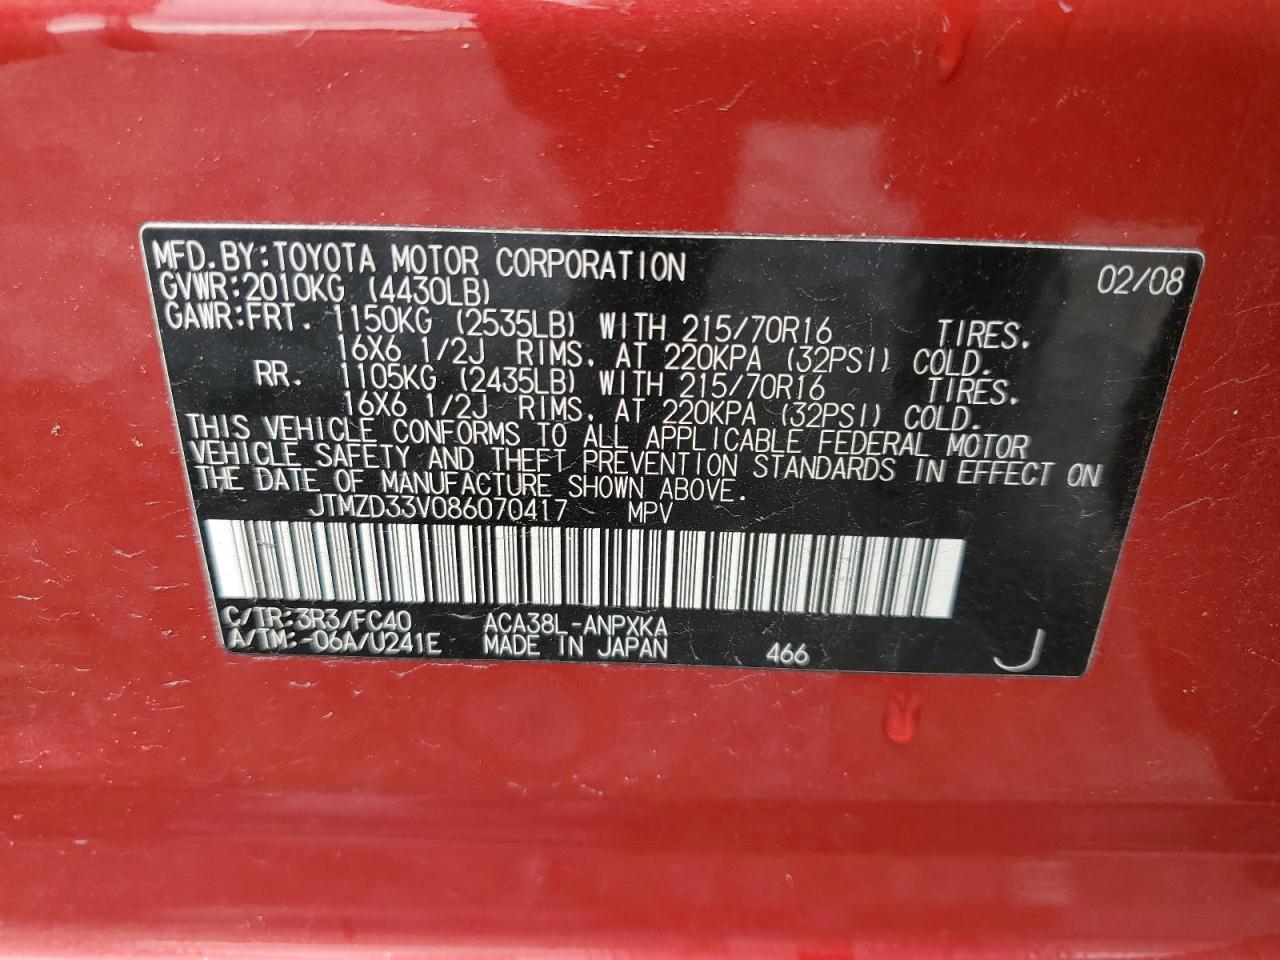 MFD.BY:TOYOTA MOTOR CORPORATION 02/08
GVWR:2010KG (4430LB)
GAWR:FRT. 1150KG (2535LB) WITH 215/70R16 TIRES.
16X6 1/2J RIMS, AT 220KPA (32PSI) COLD.
RR. 1105KG (2435LB) WITH 215/70R16 TIRES.
16X6 1/2J RIMS, AT 220KPA (32PSI) COLD.
THIS VEHICLE CONFORMS TO ALL APPLICABLE FEDERAL MOTOR
VEHICLE SAFETY AND THEFT PREVENTION STANDARDS IN EFFECT ON
THE DATE OF MANUFACTURE SHOWN ABOVE.
JTMZD33V086070417 MPV
C/TR:3R3/FC40 ACA38L-ANPXKA
A/TM:-06A/U241E MADE IN JAPAN 466 J